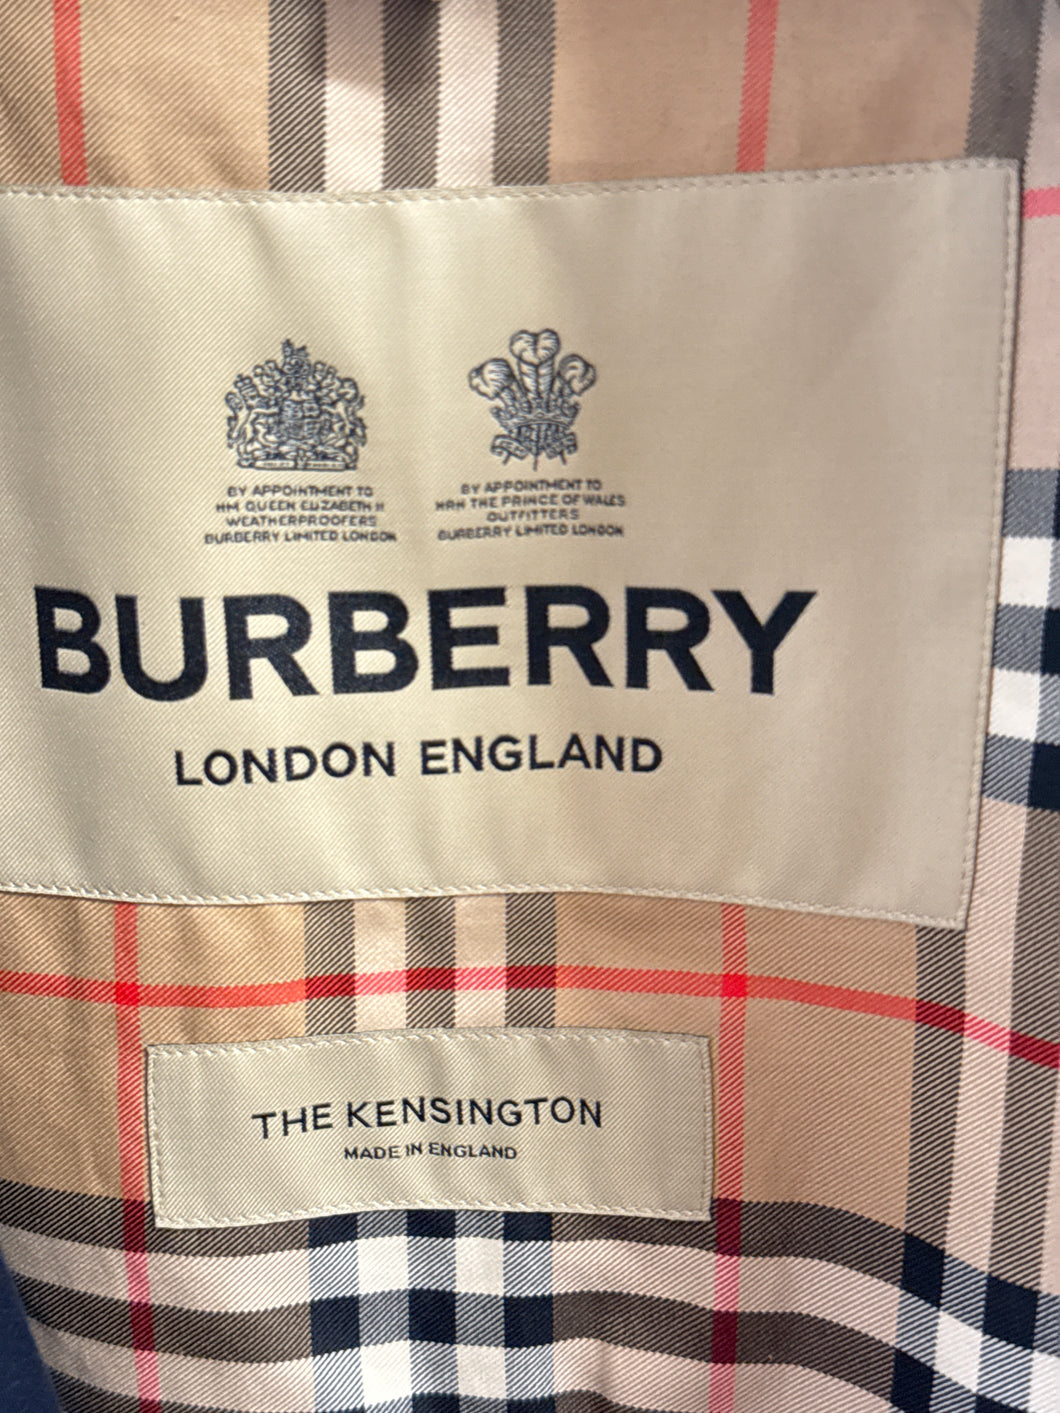 BY APPOINTMENT TO
HM QUEEN ELIZABETH II
WEATHERPROOFERS
BURBERRY LIMITED LONDON
BY APPOINTMENT TO
HRH THE PRINCE OF WALES
OUTFITTERS
BURBERRY LIMITED LONDON
BURBERRY
LONDON ENGLAND
THE KENSINGTON
MADE IN ENGLAND